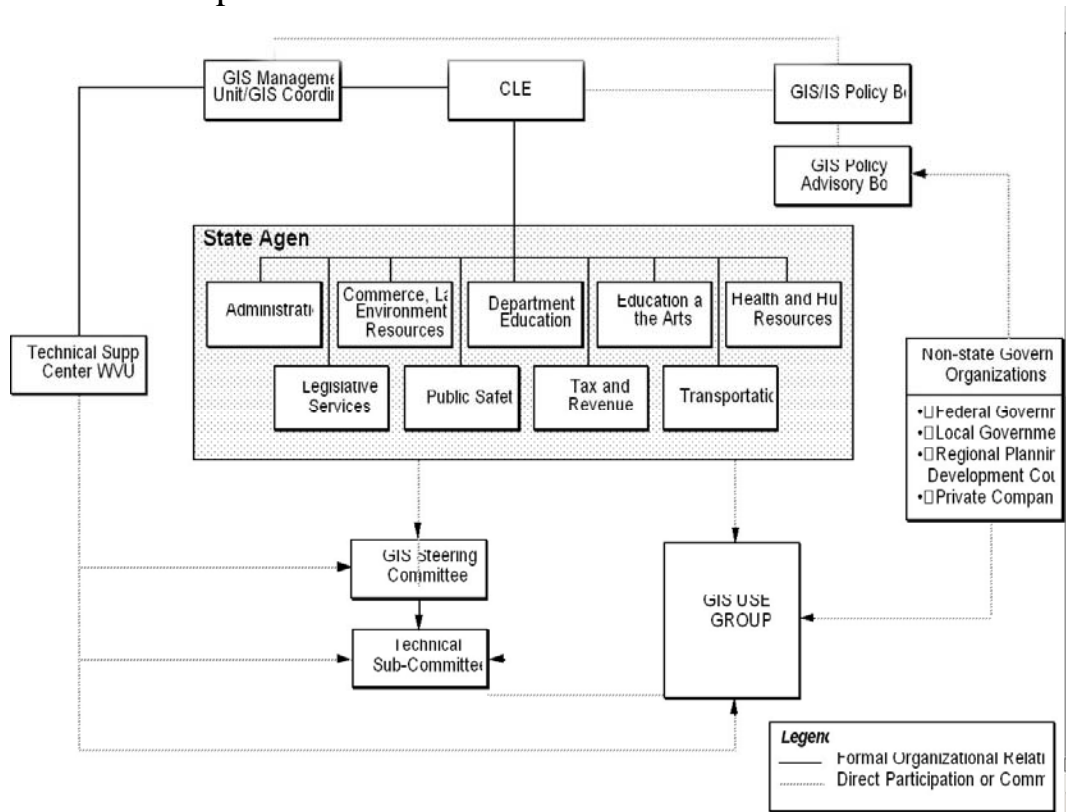 GIS Manageme
Unit/GIS Coordin
CLE
GIS/IS Policy B
GIS Policy
Advisory Bo
State Agen
Administrati
Commerce, La
Environment
Resources
Department
Education
Education a
the Arts
Health and Hu
Resources
Legislative
Services
Public Safet
Tax and
Revenue
Transportatic
Technical Supp
Center WVU
Non-state Govern
Organizations
•□Federal Governr
•□Local Governme
•□Regional Plannin
Development Cou
•□Private Compan
GIS Steering
Committee
Technical
Sub-Committee
GIS USE
GROUP
Legend
Formal Organizational Relati
Direct Participation or Comm